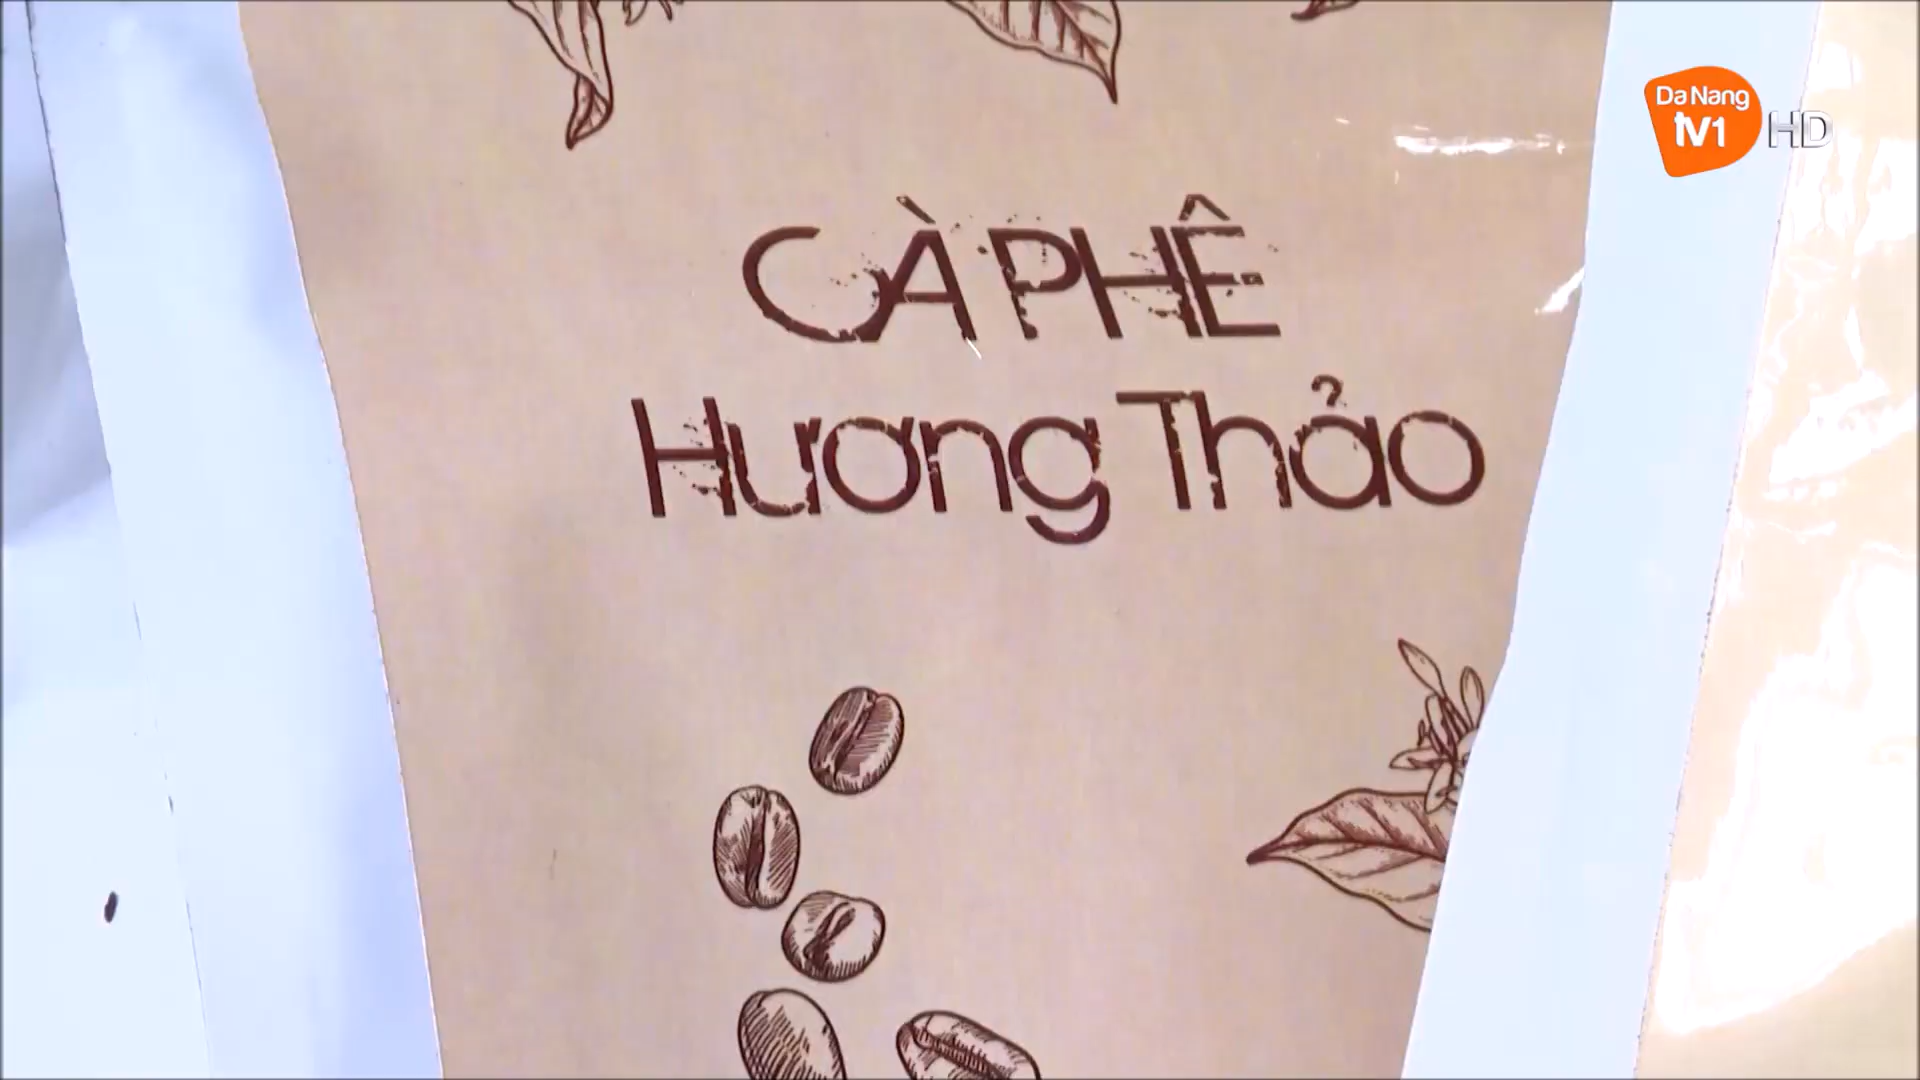 Da Nang
tv1 HD
CÀ PHÊ
Hương Thảo